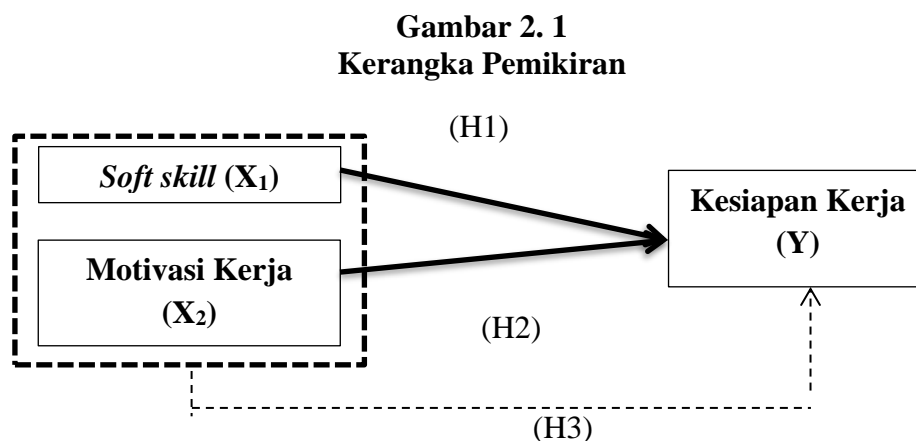 Gambar 2. 1
Kerangka Pemikiran
(H1)
Soft skill (X₁)
Kesiapan Kerja
(Y)
Motivasi Kerja
(X₂)
(H2)
(H3)